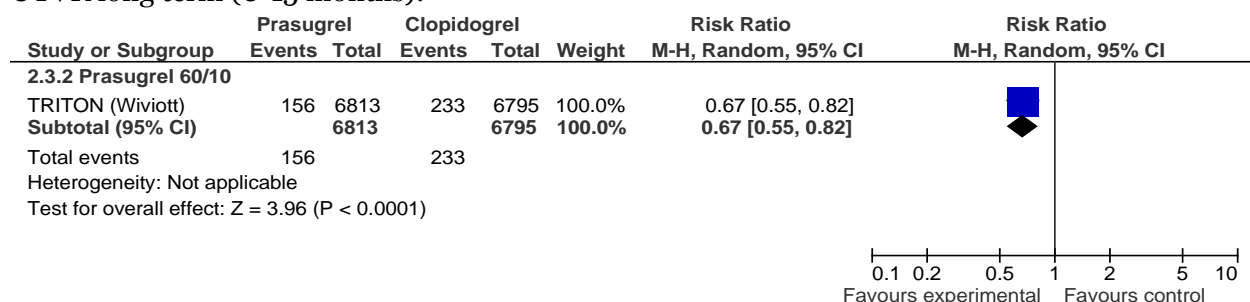 Prasugrel Clopidogrel Risk Ratio Risk Ratio
Study or Subgroup Events Total Events Total Weight M-H, Random, 95% CI M-H, Random, 95% CI
2.3.2 Prasugrel 60/10
TRITON (Wiviott) 156 6813 233 6795 100.0% 0.67 [0.55, 0.82]
Subtotal (95% CI) 6813 6795 100.0% 0.67 [0.55, 0.82]
Total events 156 233
Heterogeneity: Not applicable
Test for overall effect: Z = 3.96 (P < 0.0001)
0.1 0.2 0.5 1 2 5 10
Favours experimental Favours control